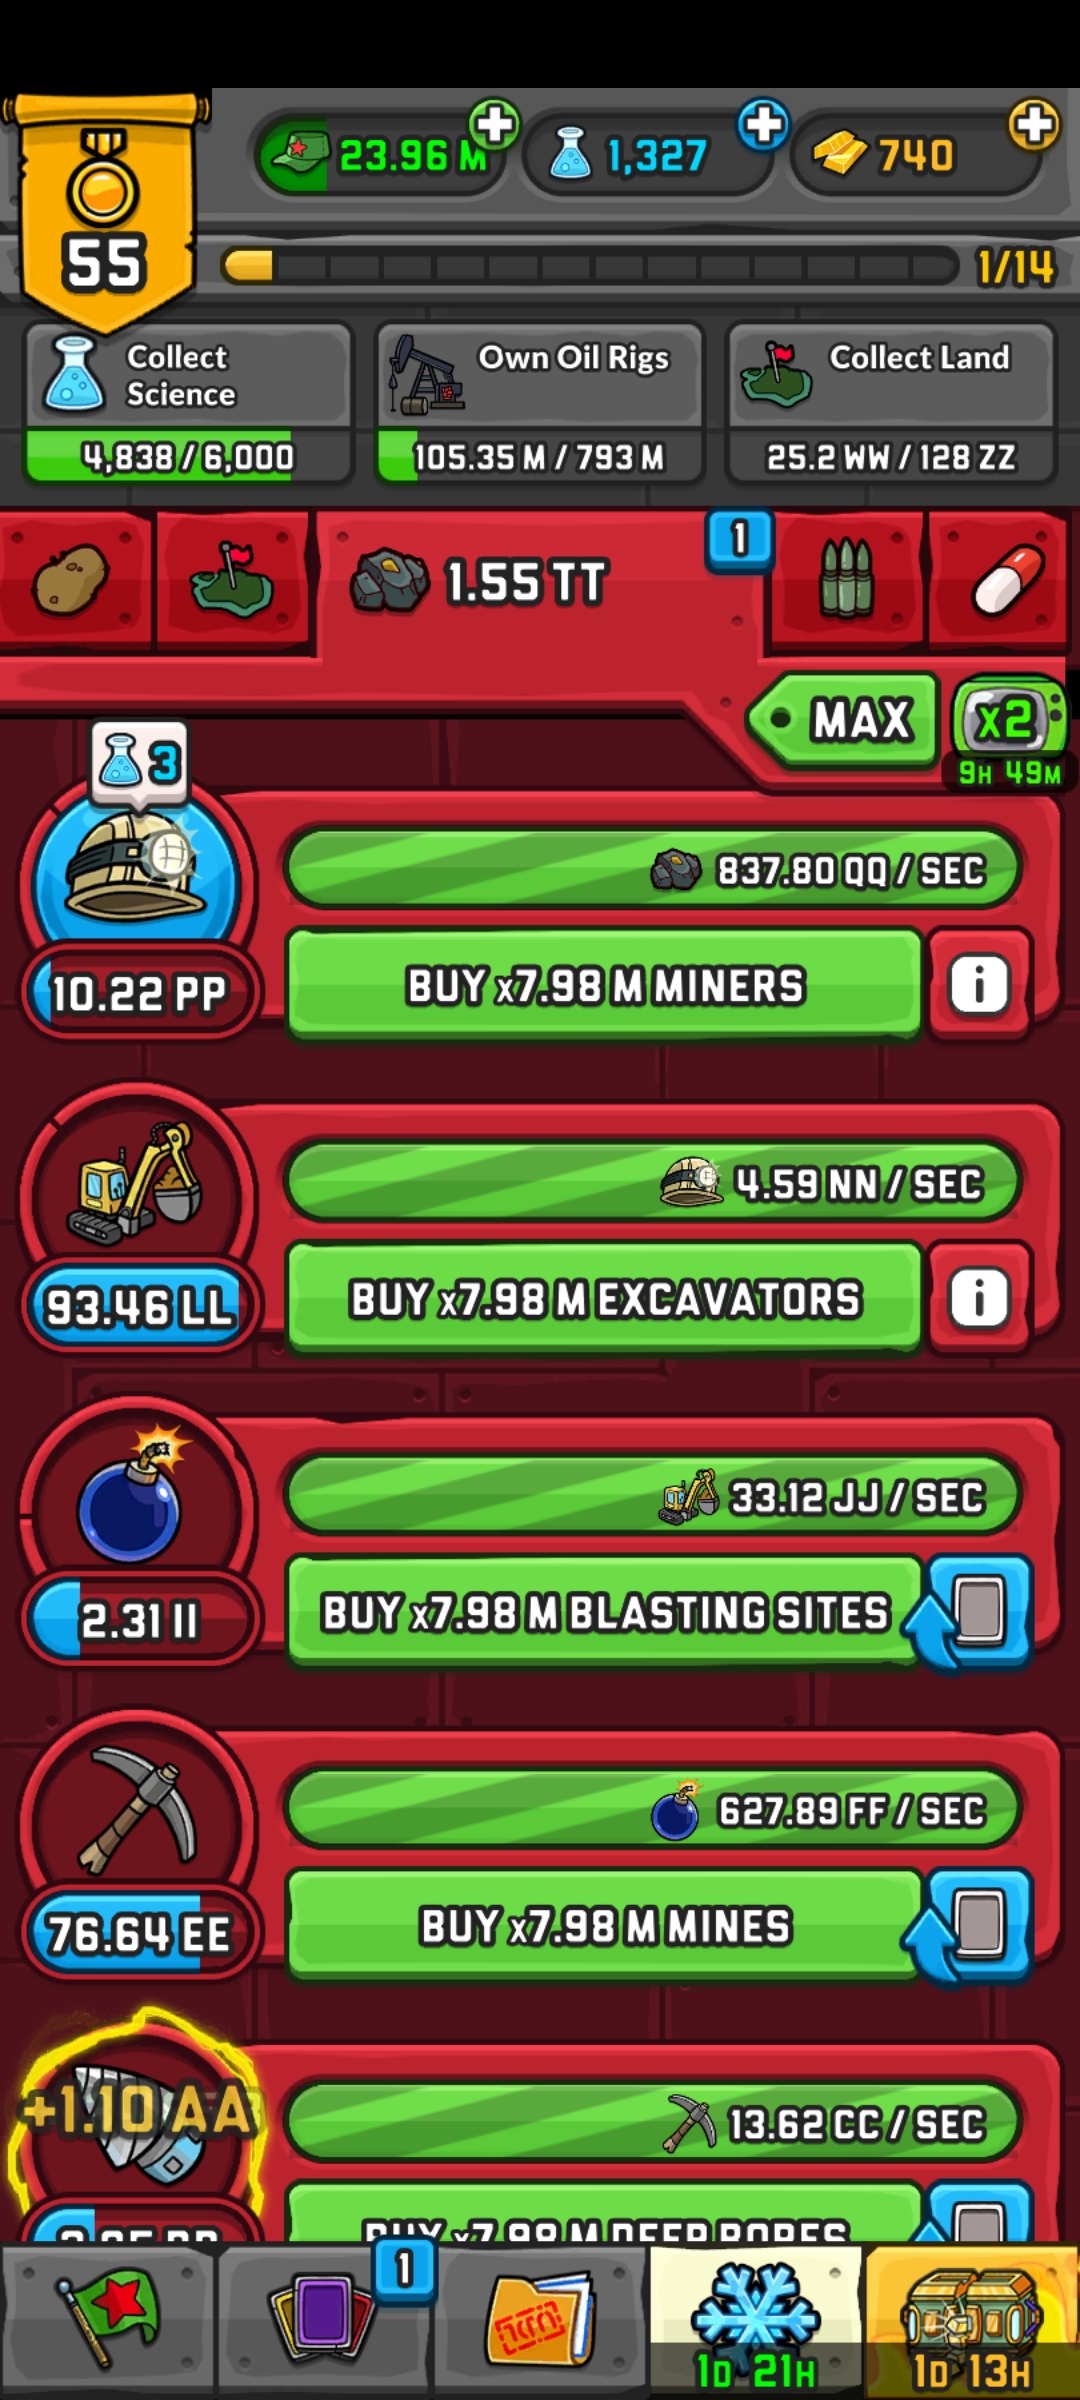 55
23.96 M
1,327
740
1/14
Collect
Science
4,838 / 6,000
Own Oil Rigs
105.35 M / 793 M
Collect Land
25.2 WW / 128 ZZ
1.55 TT
1
MAX
x2
9H 49M
3
837.80 QQ / SEC
10.22 PP
BUY x7.98 M MINERS
i
4.59 NN / SEC
93.46 LL
BUY x7.98 M EXCAVATORS
i
33.12 JJ / SEC
2.31 II
BUY x7.98 M BLASTING SITES
627.89 FF / SEC
76.64 EE
BUY x7.98 M MINES
+1.10 AA
13.62 CC / SEC
BUY x7.98 M DEEP BORES
1
1D 21H
1D 13H